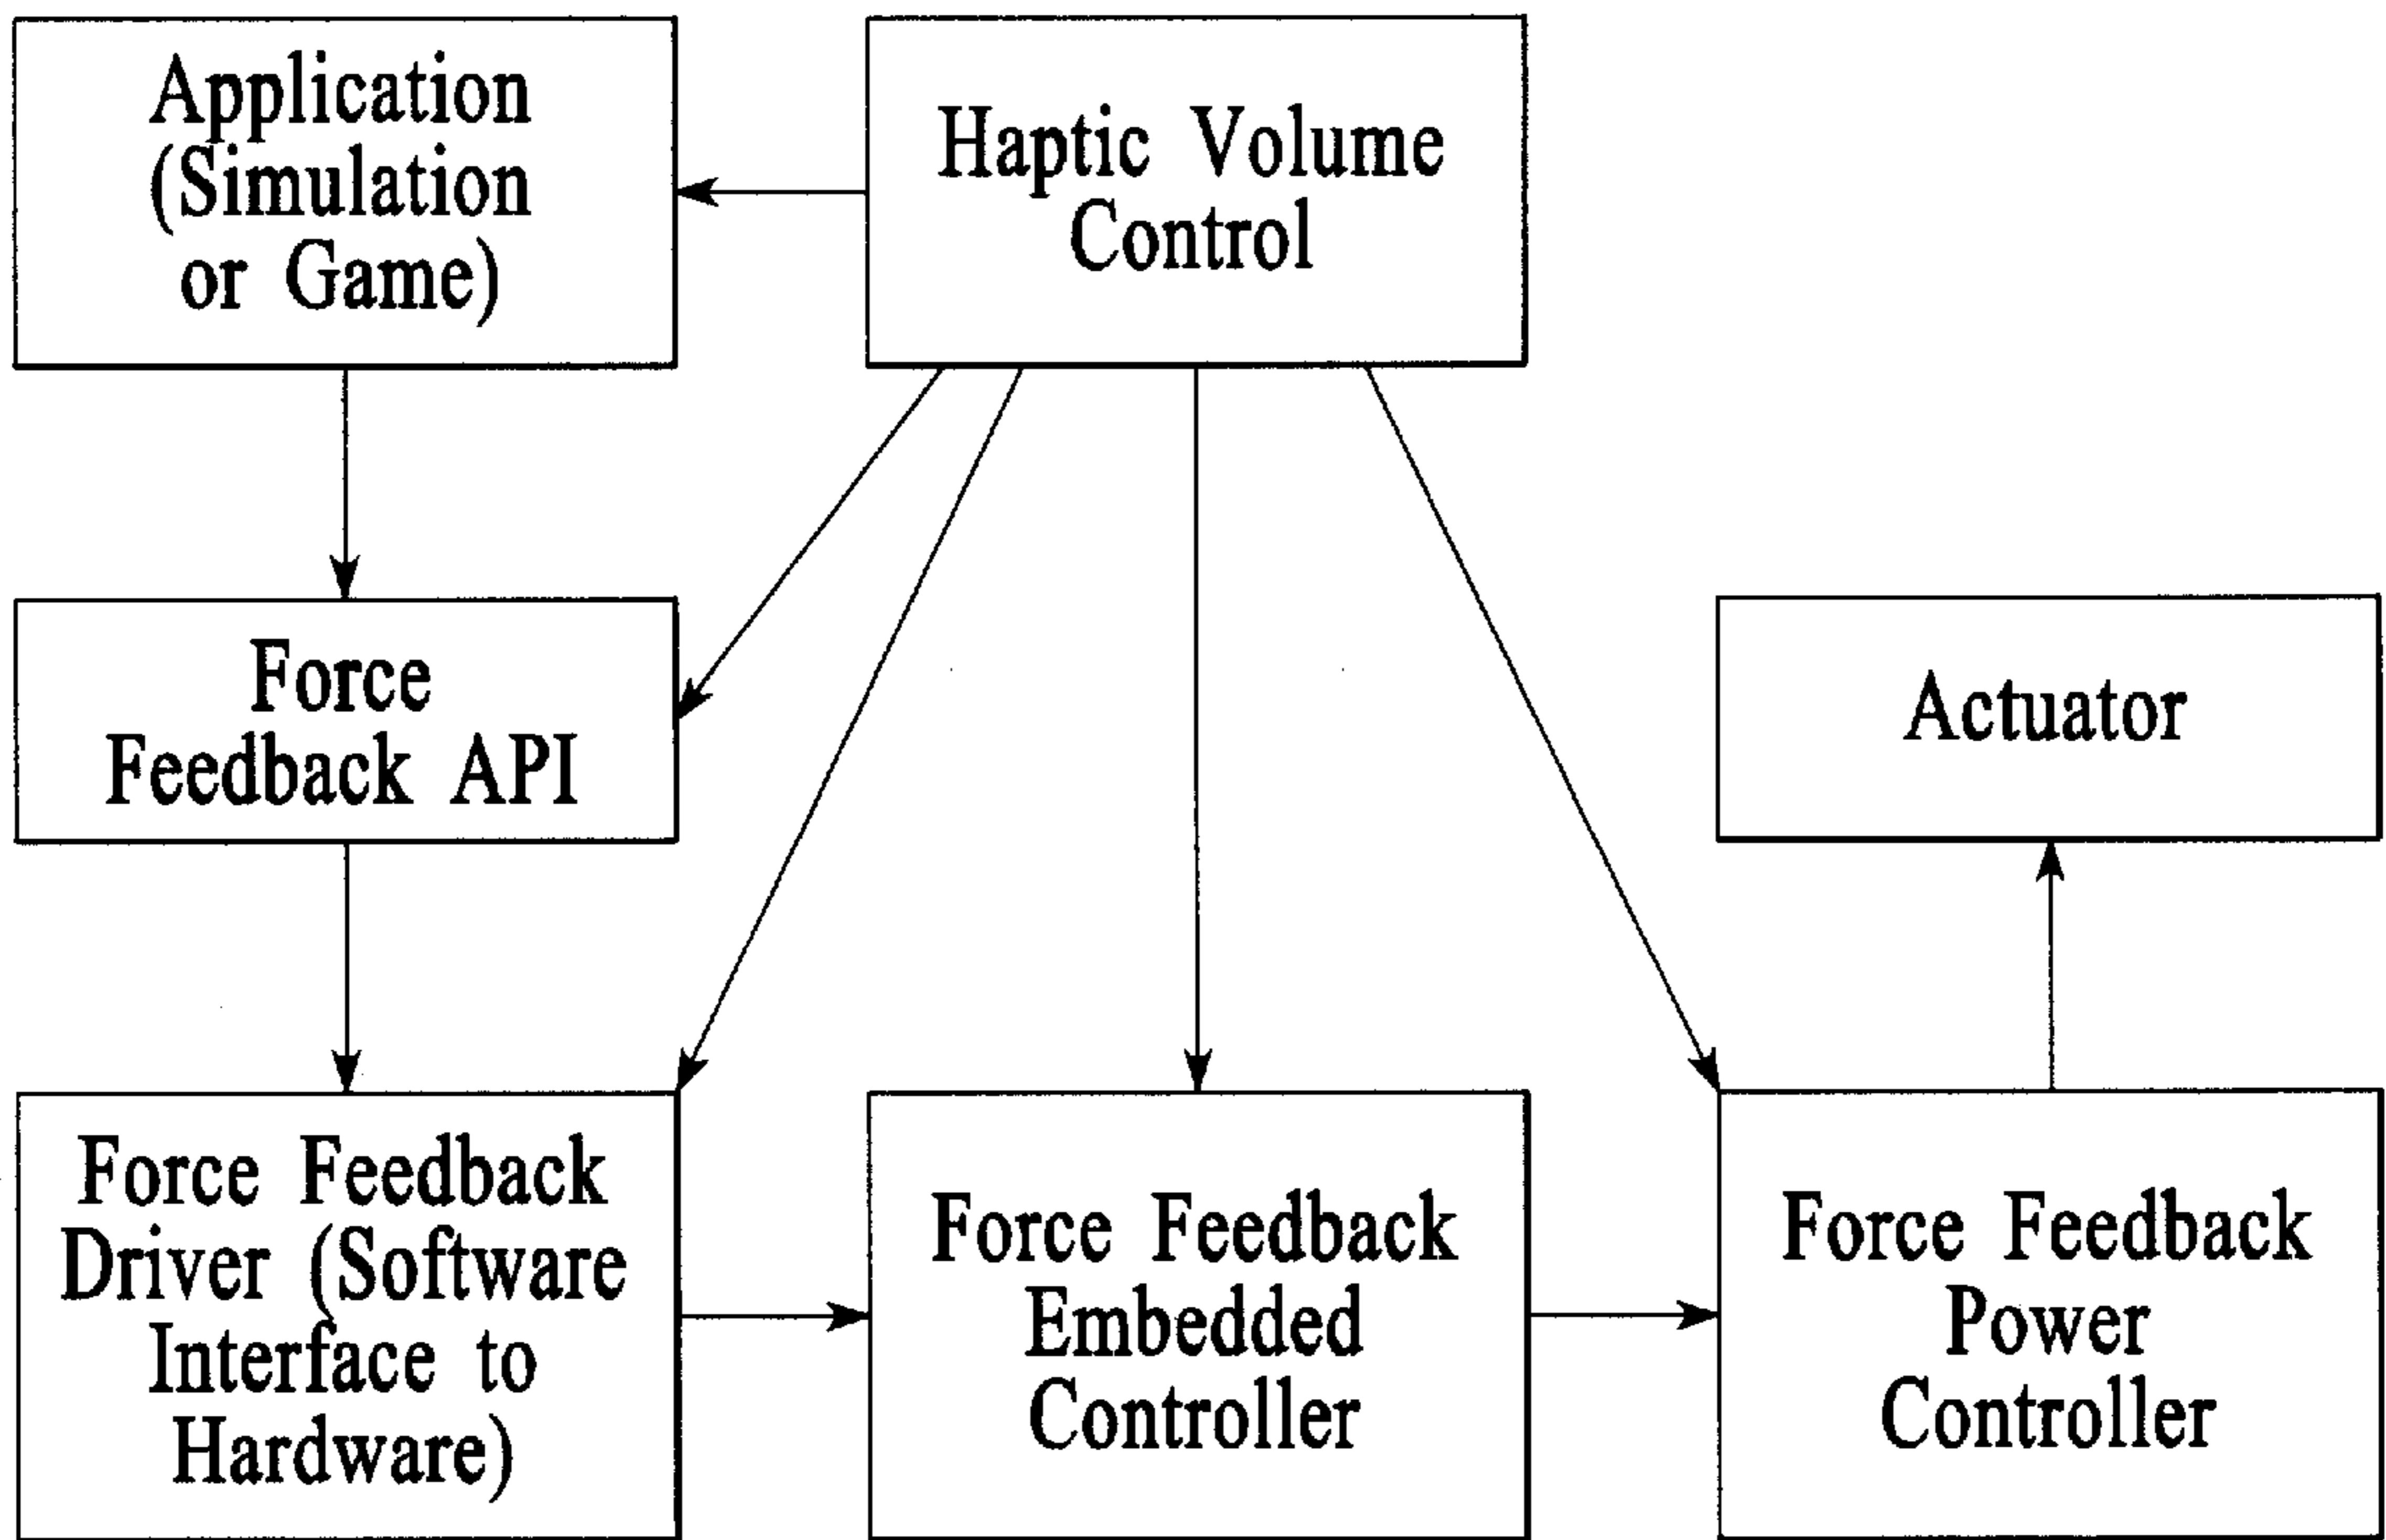 Application
(Simulation
or Game)
Haptic Volume
Control
Force
Feedback API
Actuator
Force Feedback
Driver (Software
Interface to
Hardware)
Force Feedback
Embedded
Controller
Force Feedback
Power
Controller